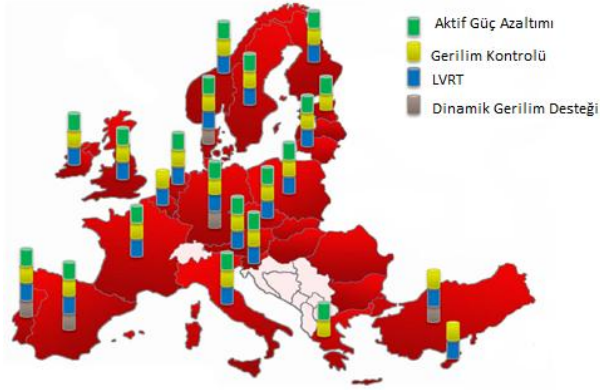 Aktif Güç Azaltımı
Gerilim Kontrolü
LVRT
Dinamik Gerilim Desteği